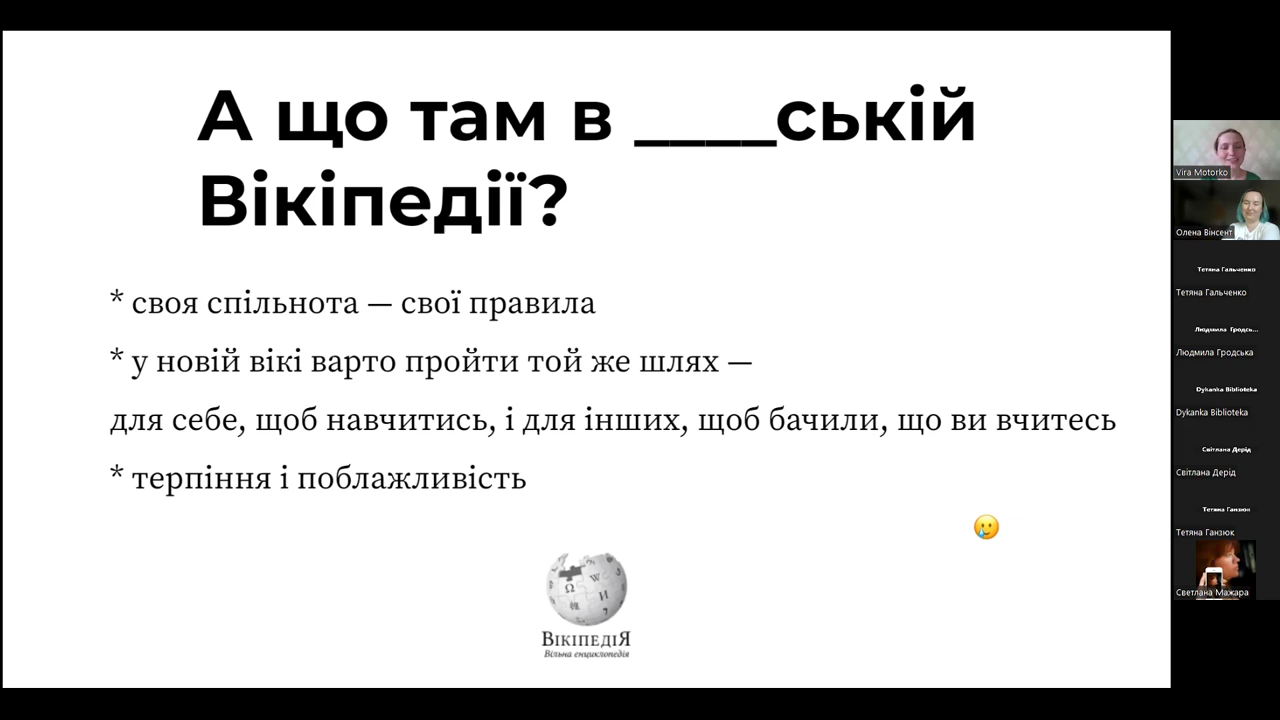 А що там в ____ській
Вікіпедії?
* своя спільнота — свої правила
* у новій вікі варто пройти той же шлях —
для себе, щоб навчитись, і для інших, щоб бачили, що ви вчитесь
* терпіння і поблажливість
ВІКІПЕДІЯ
Вільна енциклопедія
Vira Motorko
Олена Вінсент
Тетяна Гальченко
Тетяна Гальченко
Людмила Гродсь...
Людмила Гродська
Dykanka Biblioteka
Dykanka Biblioteka
Світлана Дерід
Світлана Дерід
Тетяна Ганзюк
Тетяна Ганзюк
Светлана Мажара